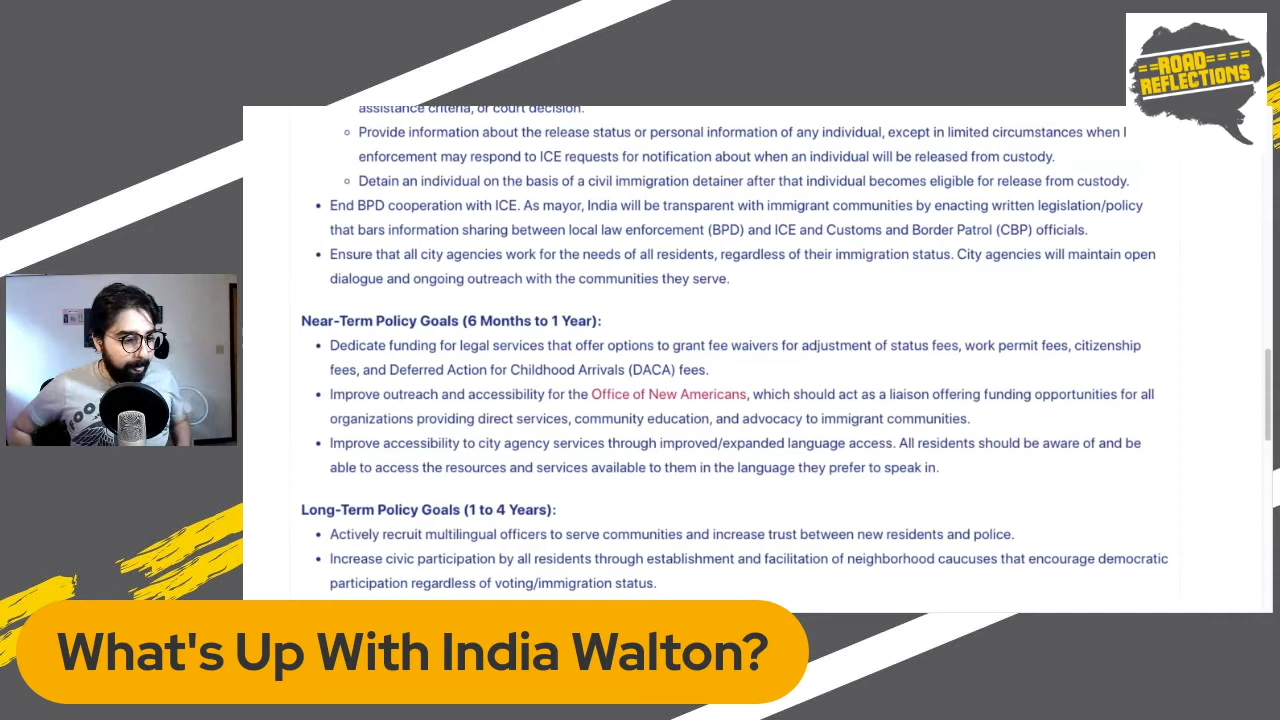 ==ROAD====
==REFLECTIONS
assistance criteria, or court decision.
Provide information about the release status or personal information of any individual, except in limited circumstances when l
enforcement may respond to ICE requests for notification about when an individual will be released from custody.
Detain an individual on the basis of a civil immigration detainer after that individual becomes eligible for release from custody.
End BPD cooperation with ICE. As mayor, India will be transparent with immigrant communities by enacting written legislation/policy
that bars information sharing between local law enforcement (BPD) and ICE and Customs and Border Patrol (CBP) officials.
Ensure that all city agencies work for the needs of all residents, regardless of their immigration status. City agencies will maintain open
dialogue and ongoing outreach with the communities they serve.
Near-Term Policy Goals (6 Months to 1 Year):
Dedicate funding for legal services that offer options to grant fee waivers for adjustment of status fees, work permit fees, citizenship
fees, and Deferred Action for Childhood Arrivals (DACA) fees.
Improve outreach and accessibility for the Office of New Americans, which should act as a liaison offering funding opportunities for all
organizations providing direct services, community education, and advocacy to immigrant communities.
Improve accessibility to city agency services through improved/expanded language access. All residents should be aware of and be
able to access the resources and services available to them in the language they prefer to speak in.
Long-Term Policy Goals (1 to 4 Years):
Actively recruit multilingual officers to serve communities and increase trust between new residents and police.
Increase civic participation by all residents through establishment and facilitation of neighborhood caucuses that encourage democratic
participation regardless of voting/immigration status.
What's Up With India Walton?